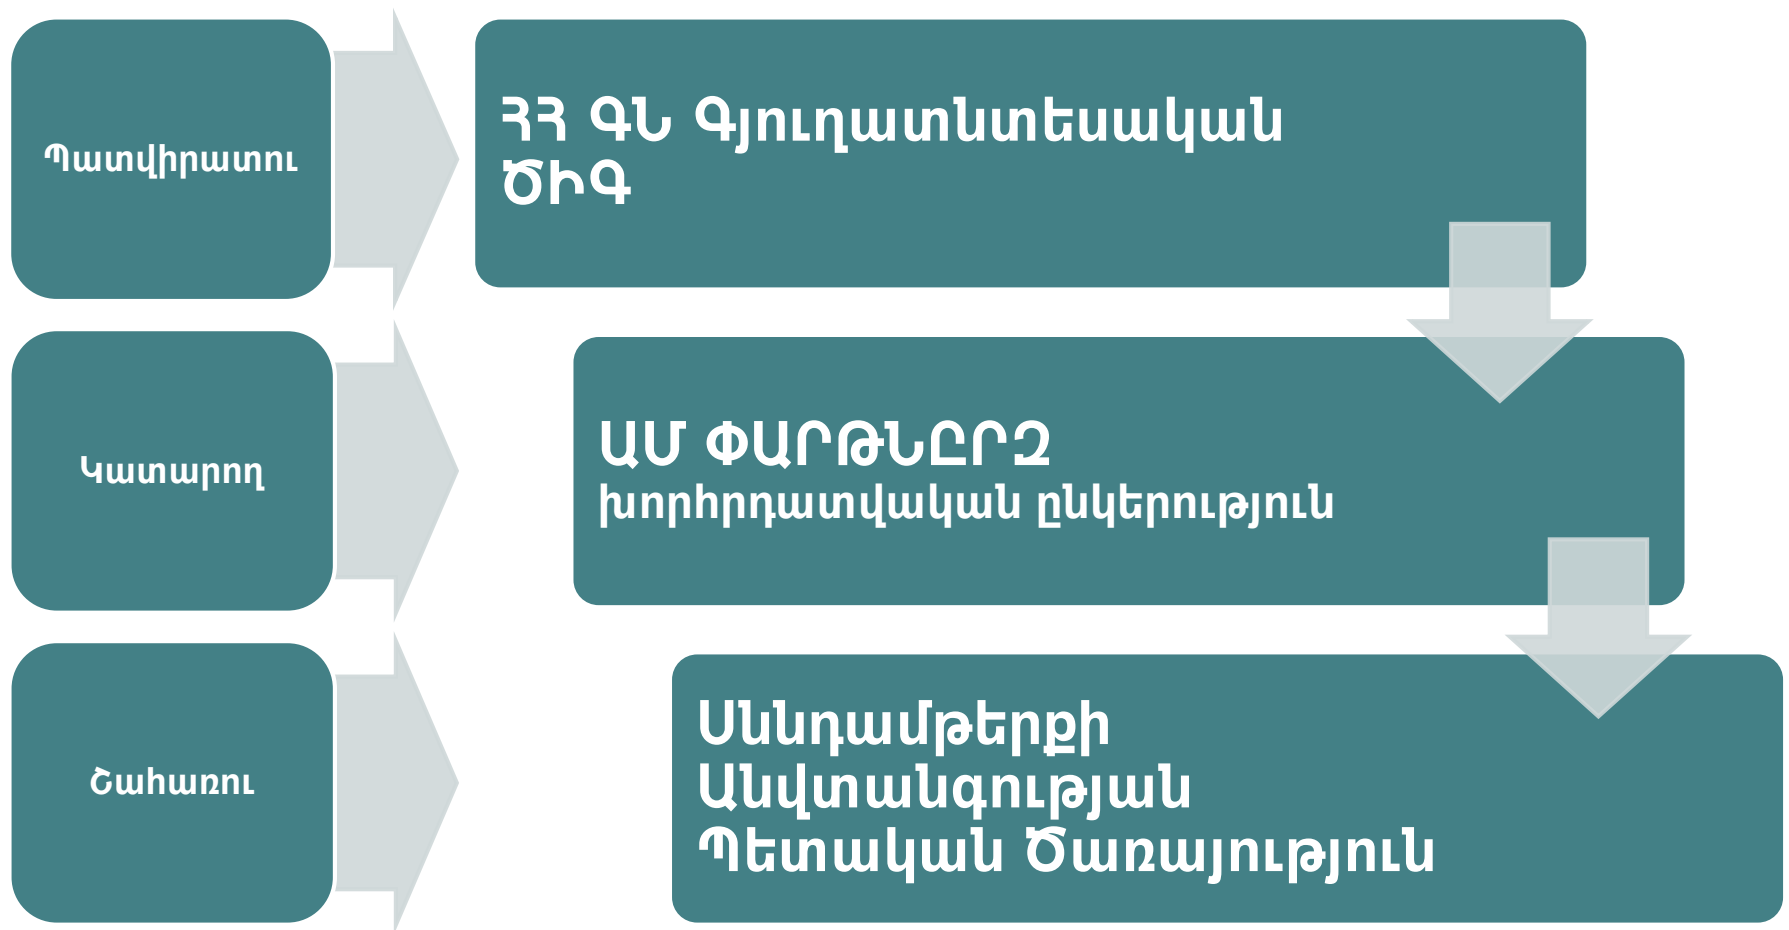 Պատվիրատու
ՀՀ ԳՆ Գյուղատնտեսական
ԾԻԳ
Կատարող
ԱՄ ՓԱՐԹՆԸՐԶ
խորհրդատվական ընկերություն
Շահառու
Սննդամթերքի
Անվտանգության
Պետական Ծառայություն